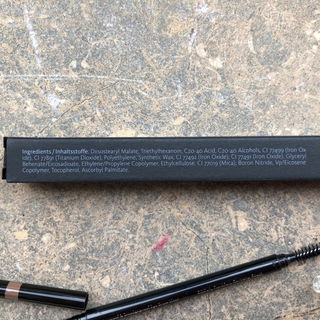 Ingredients / Inhaltsstoffe: Diisostearyl Malate, Triethylhexanoin, C20-40 Acid, C20-40 Alcohols, CI 77499 (Iron Ox
ide), CI 77891 (Titanium Dioxide), Polyethylene, Synthetic Wax, CI 77492 (Iron Oxide), CI 77491 (Iron Oxide), Glyceryl
Behenate/Eicosadioate, Ethylene/Propylene Copolymer, Ethylcellulose, CI 77019 (Mica), Boron Nitride, Vp/Eicosene
Copolymer, Tocopherol, Ascorbyl Palmitate.